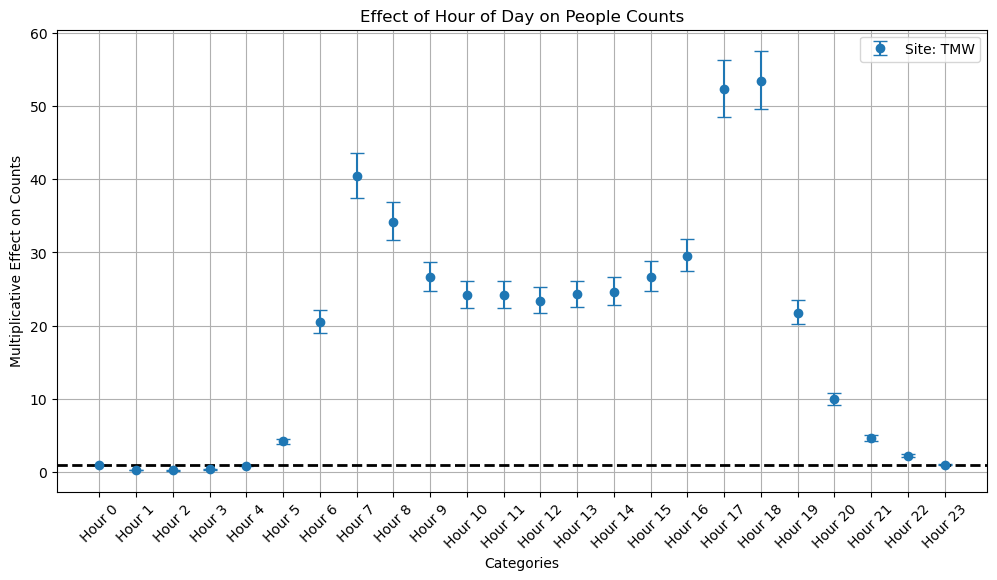 Effect of Hour of Day on People Counts
Site: TMW
Multiplicative Effect on Counts
60
50
40
30
20
10
0
Hour 0
Hour 1
Hour 2
Hour 3
Hour 4
Hour 5
Hour 6
Hour 7
Hour 8
Hour 9
Hour 10
Hour 11
Hour 12
Hour 13
Hour 14
Hour 15
Hour 16
Hour 17
Hour 18
Hour 19
Hour 20
Hour 21
Hour 22
Hour 23
Categories